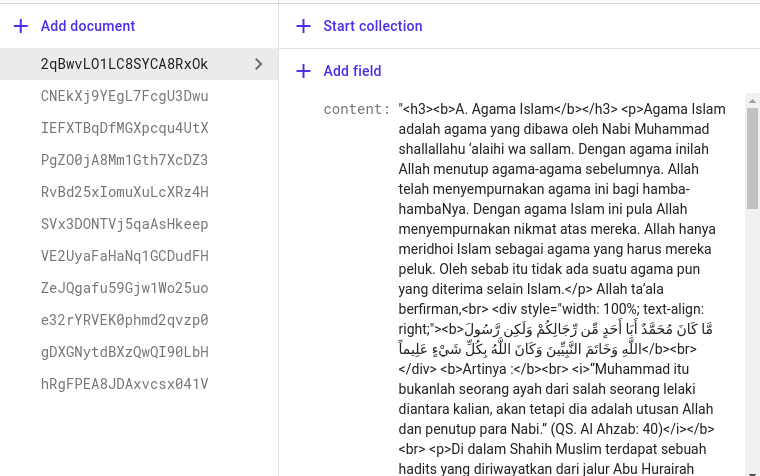 Add document
2qBwvLO1LC8SYCA8RxOk
CNEkXj9YEgL7FcgU3Dwu
IEFXTBqDfMGXpcqu4UtX
PgZO0jA8Mm1Gth7XcDZ3
RvBd25xIomuXuLcXRz4H
SVx3DONTVj5qaAsHkeep
VE2UyaFaHaNq1GCDudFH
ZeJQgafu59Gjw1Wo25uo
e32rYRVEK0phmd2qvzp0
gDXGNytdBXzQwQI90LbH
hRgFPEA8JDAxvcsx041V
Start collection
Add field
content: "<h3><b>A. Agama Islam</b></h3> <p>Agama Islam
adalah agama yang dibawa oleh Nabi Muhammad
shallallahu ‘alaihi wa sallam. Dengan agama inilah
Allah menutup agama-agama sebelumnya. Allah
telah menyempurnakan agama ini bagi hamba-
hambaNya. Dengan agama Islam ini pula Allah
menyempurnakan nikmat atas mereka. Allah hanya
meridhoi Islam sebagai agama yang harus mereka
peluk. Oleh sebab itu tidak ada suatu agama pun
yang diterima selain Islam.</p> Allah ta’ala
berfirman,<br> <div style="width: 100%; text-align:
right;"><b>مَّا كَانَ مُحَمَّدٌ أَبَا أَحَدٍ مِّن رِّجَالِكُمْ وَلَكِن رَّسُولَ
اللَّهِ وَخَاتَمَ النَّبِيِّينَ وَكَانَ اللَّهُ بِكُلِّ شَيْءٍ عَلِيماً</b><br>
</div> <b>Artinya :</b><br> <i>“Muhammad itu
bukanlah seorang ayah dari salah seorang lelaki
diantara kalian, akan tetapi dia adalah utusan Allah
dan penutup para Nabi.” (QS. Al Ahzab: 40)</i></b>
<br> <p>Di dalam Shahih Muslim terdapat sebuah
hadits yang diriwayatkan dari jalur Abu Hurairah